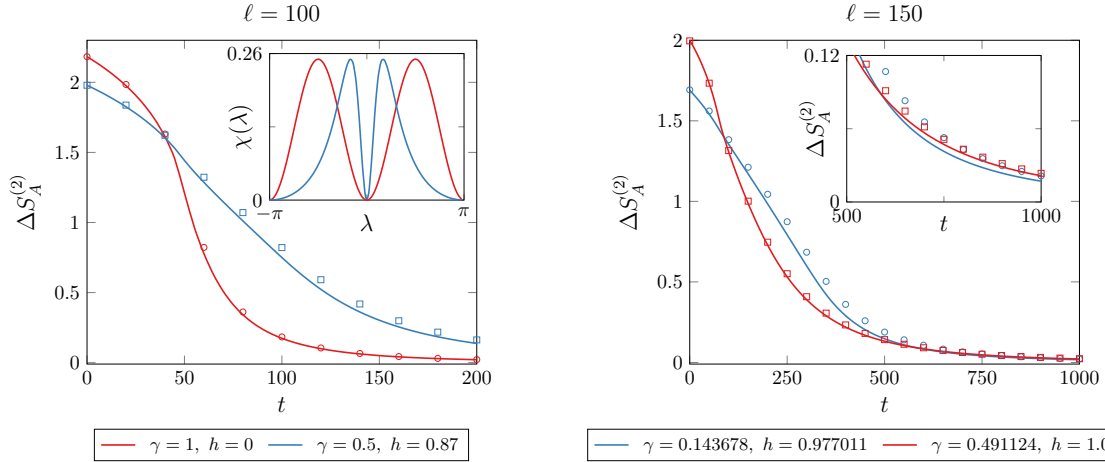 ℓ = 100
ΔS_A^(2)
2
1.5
1
0.5
0
0 50 100 150 200
t
0.26
χ(λ)
0
−π λ π
γ = 1, h = 0 γ = 0.5, h = 0.87
ℓ = 150
ΔS_A^(2)
2
1.5
1
0.5
0
0 250 500 750 1000
t
0.12
ΔS_A^(2)
0
500 1000
t
γ = 0.143678, h = 0.977011 γ = 0.491124, h = 1.0